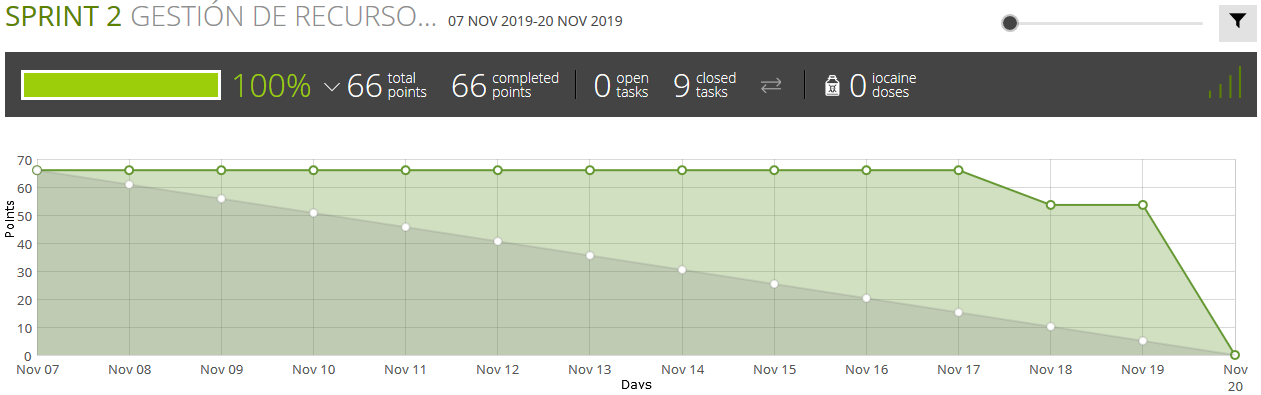 SPRINT 2 GESTIÓN DE RECURSO... 07 NOV 2019-20 NOV 2019
100% 66 total points 66 completed points 0 open tasks 9 closed tasks 0 iocaine doses
70
60
50
40
30
20
10
0
Points
Nov 07 Nov 08 Nov 09 Nov 10 Nov 11 Nov 12 Nov 13 Nov 14 Nov 15 Nov 16 Nov 17 Nov 18 Nov 19 Nov 20
Days